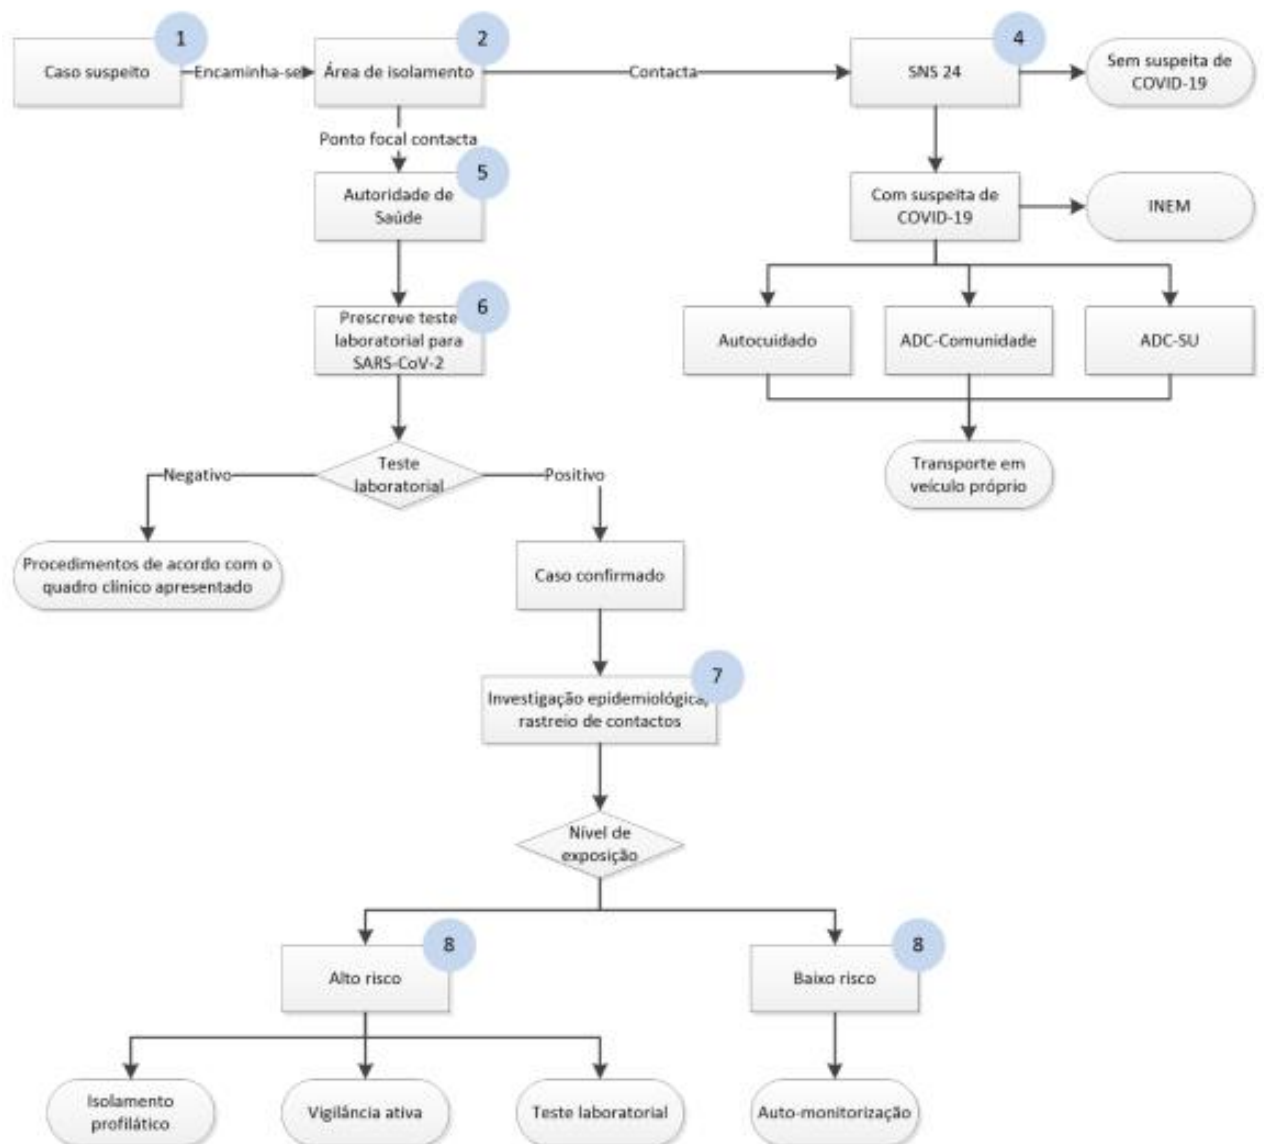 1
2
4
Caso suspeito
Encaminha-se
Área de isolamento
Contacta
SNS 24
Sem suspeita de
COVID-19
Ponto focal contacta
5
Autoridade de
Saúde
Com suspeita de
COVID-19
INEM
6
Prescreve teste
laboratorial para
SARS-CoV-2
Autocuidado
ADC-Comunidade
ADC-SU
Negativo
Teste
laboratorial
Positivo
Transporte em
veículo próprio
Procedimentos de acordo com o
quadro clínico apresentado
Caso confirmado
7
Investigação epidemiológica,
rastreio de contactos
Nível de
exposição
8
8
Alto risco
Baixo risco
Isolamento
profilático
Vigilância ativa
Teste laboratorial
Auto-monitorização